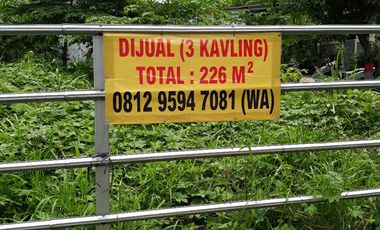 DIJUAL (3 KAVLING)
TOTAL : 226 M²
0812 9594 7081 (WA)